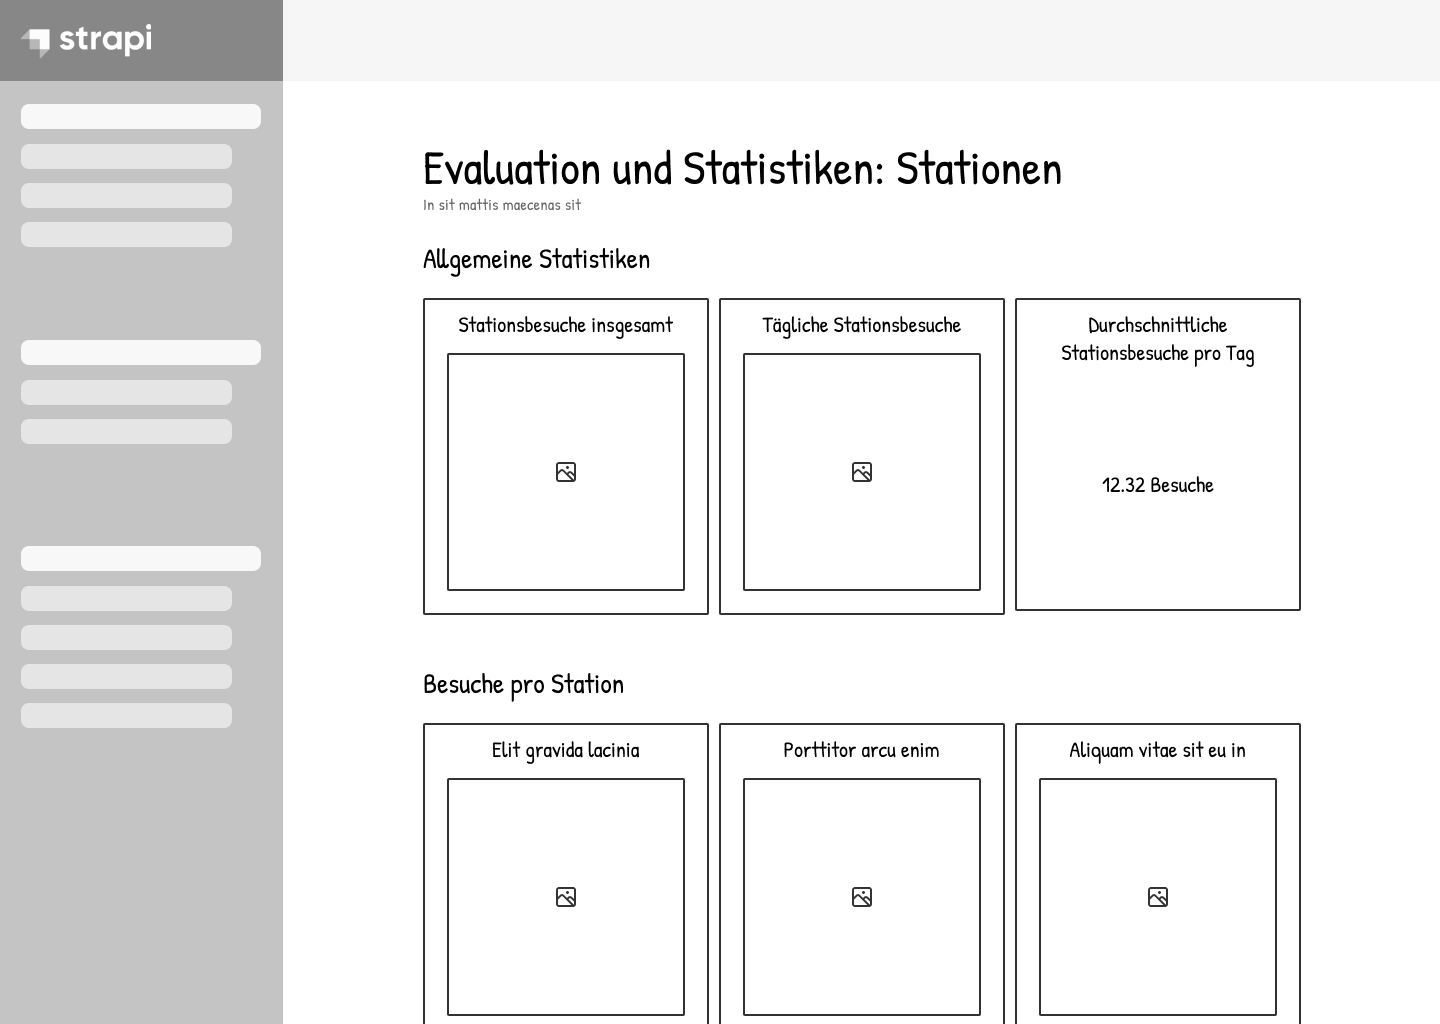 strapi
Evaluation und Statistiken: Stationen
In sit mattis maecenas sit
Allgemeine Statistiken
Stationsbesuche insgesamt
Tägliche Stationsbesuche
Durchschnittliche
Stationsbesuche pro Tag
12.32 Besuche
Besuche pro Station
Elit gravida lacinia
Porttitor arcu enim
Aliquam vitae sit eu in